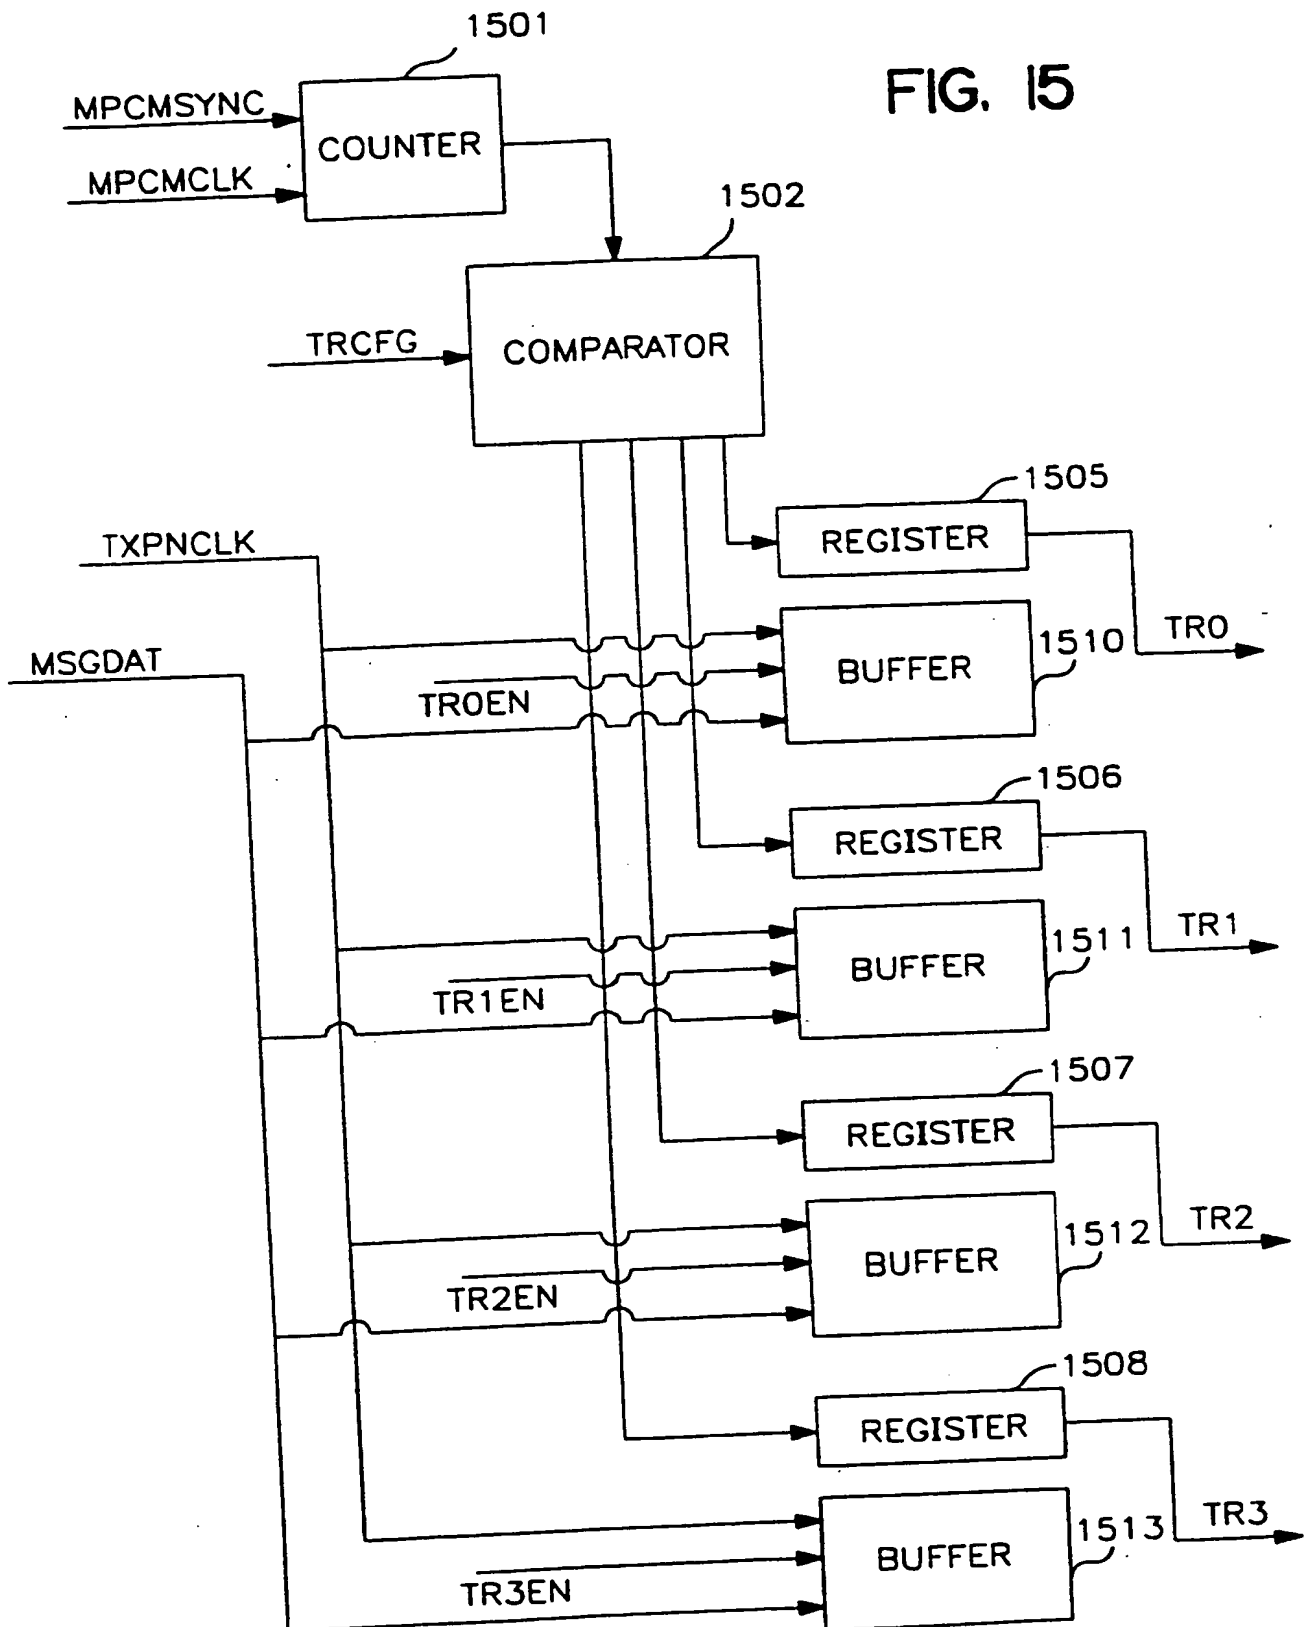 1501
FIG. 15
MPCMSYNC
COUNTER
MPCMCLK
1502
TRCFG
COMPARATOR
1505
TXPNCLK
REGISTER
MSGDAT
BUFFER
1510
TR0
TR0EN
1506
REGISTER
BUFFER
1511
TR1
TR1EN
1507
REGISTER
BUFFER
1512
TR2
TR2EN
1508
REGISTER
BUFFER
1513
TR3
TR3EN